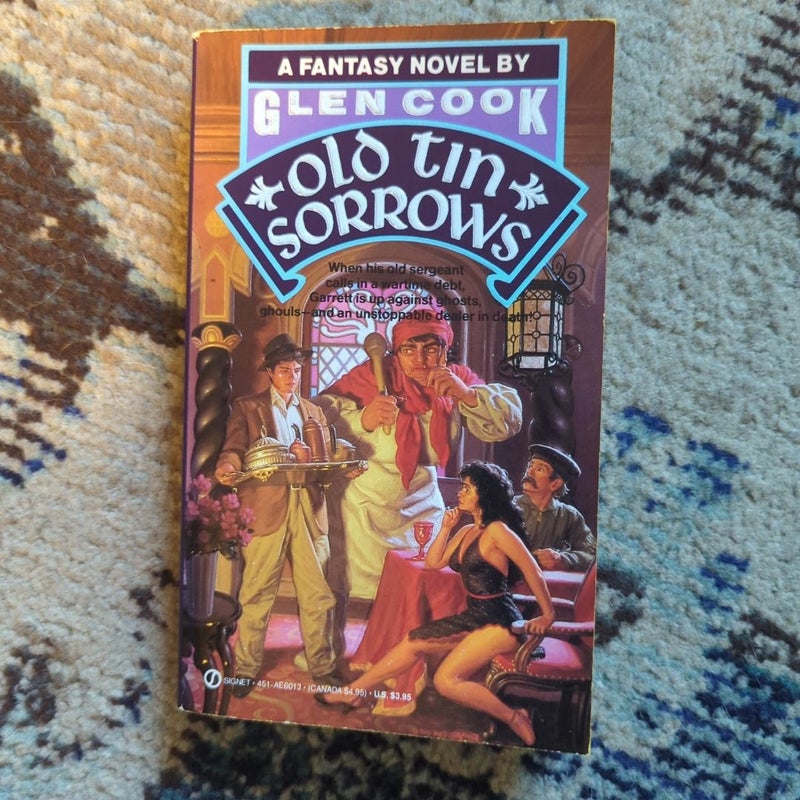 A FANTASY NOVEL BY
GLEN COOK
OLD TIN
SORROWS
When his old sergeant
calls in a wartime debt,
Garrett is up against ghosts,
ghouls—and an unstoppable dealer in death!
SIGNET • 451-AE6013 • (CANADA $4.95) • U.S. $3.95